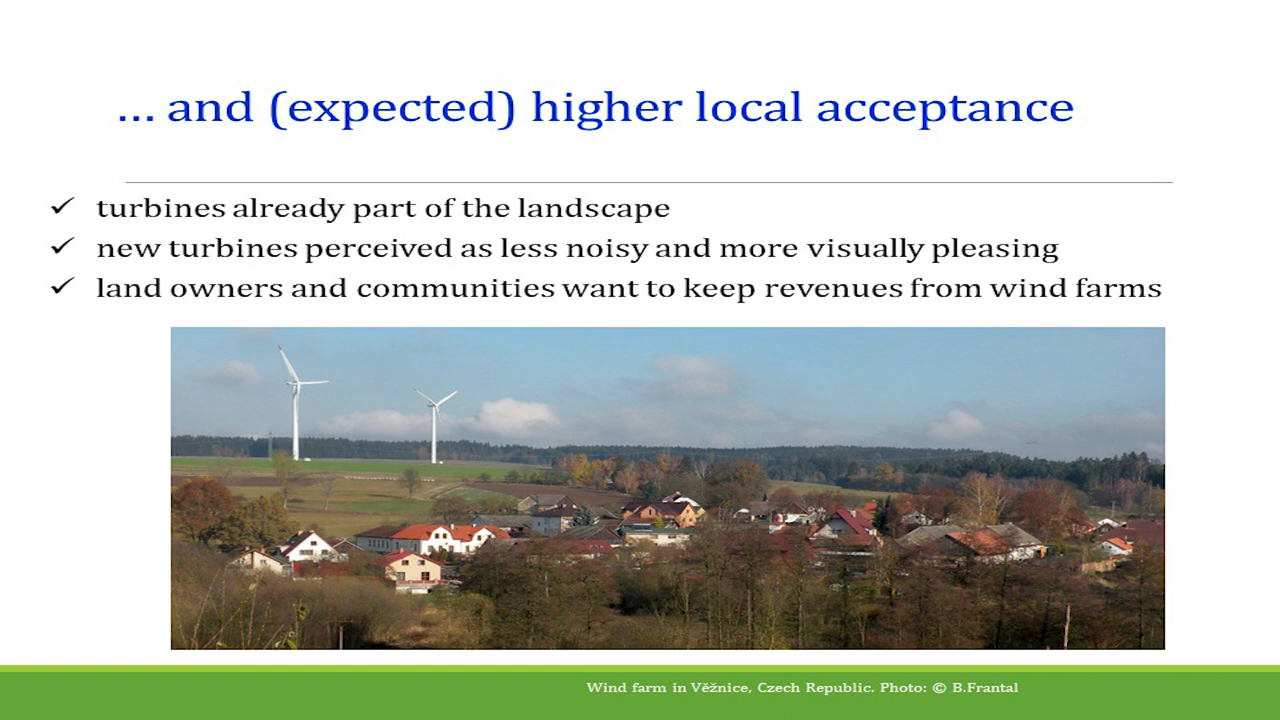 ... and (expected) higher local acceptance
✓ turbines already part of the landscape
✓ new turbines perceived as less noisy and more visually pleasing
✓ land owners and communities want to keep revenues from wind farms
Wind farm in Věžnice, Czech Republic. Photo: © B.Frantal